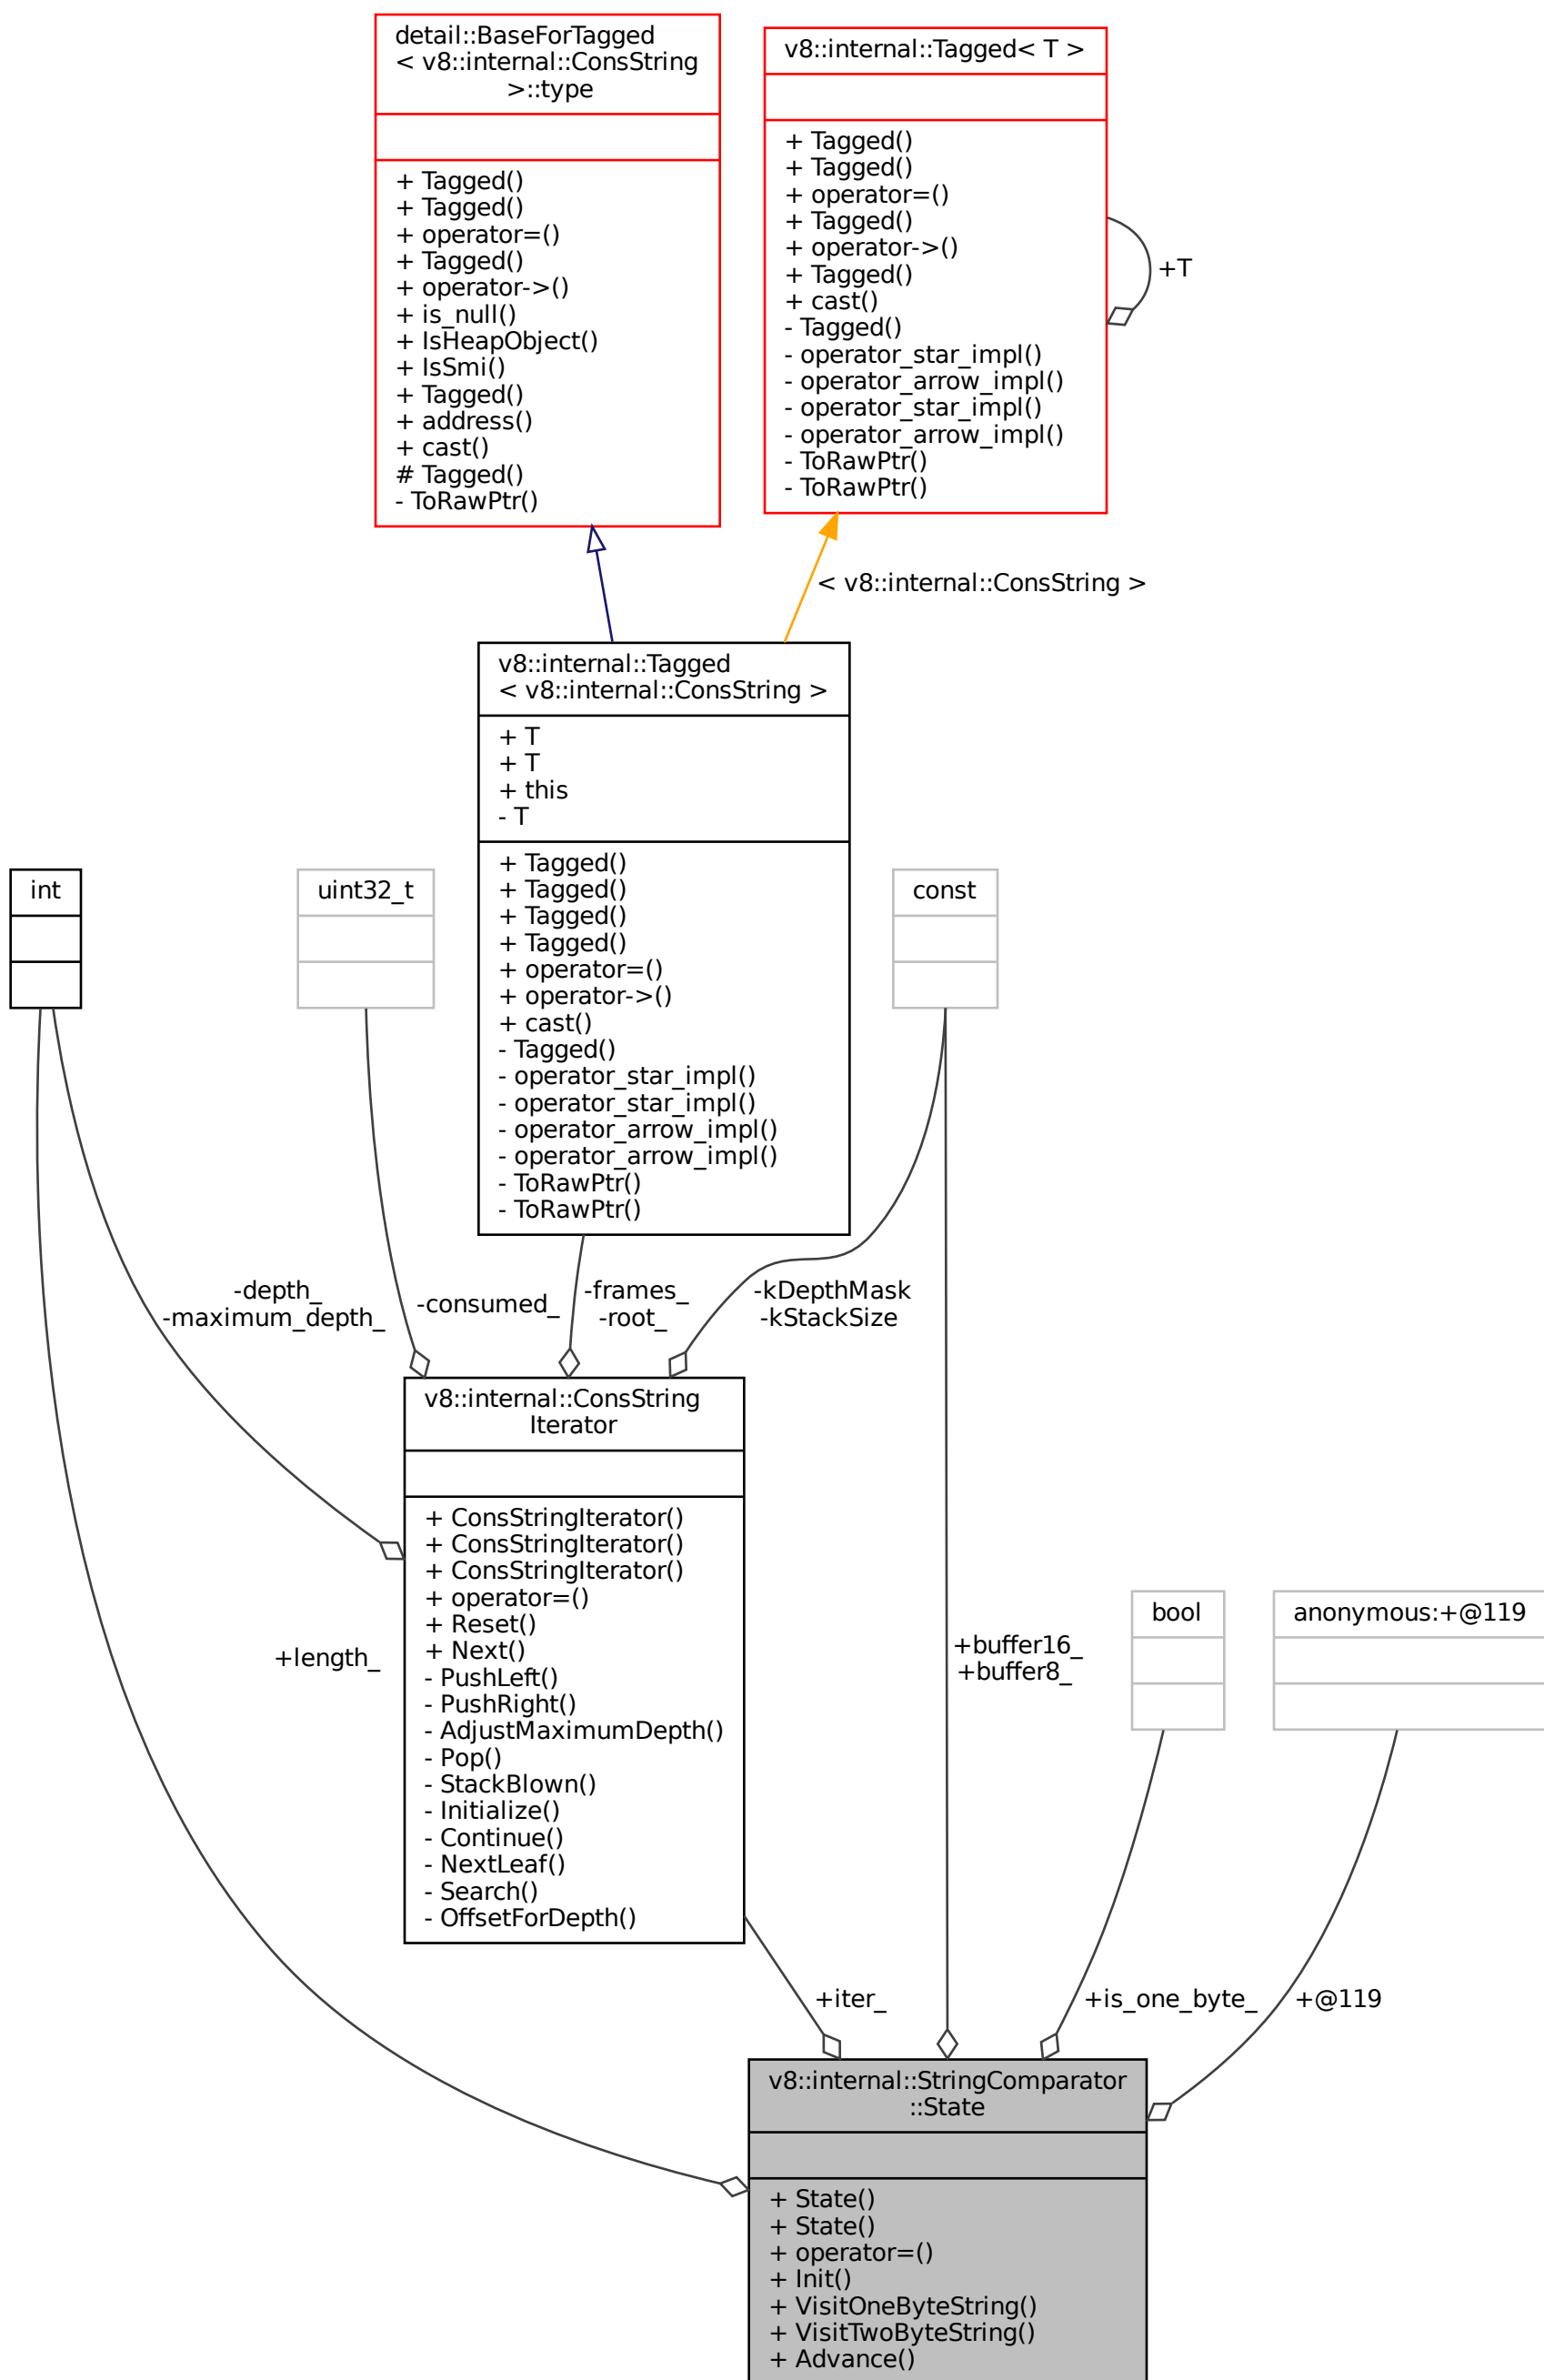 detail::BaseForTagged
< v8::internal::ConsString
>::type
+ Tagged()
+ Tagged()
+ operator=()
+ Tagged()
+ operator->()
+ is_null()
+ IsHeapObject()
+ IsSmi()
+ Tagged()
+ address()
+ cast()
# Tagged()
- ToRawPtr()
v8::internal::Tagged< T >
+ Tagged()
+ Tagged()
+ operator=()
+ Tagged()
+ operator->()
+ Tagged()
+ cast()
- Tagged()
- operator_star_impl()
- operator_arrow_impl()
- operator_star_impl()
- operator_arrow_impl()
- ToRawPtr()
- ToRawPtr()
+T
< v8::internal::ConsString >
v8::internal::Tagged
< v8::internal::ConsString >
+ T
+ T
+ this
- T
+ Tagged()
+ Tagged()
+ Tagged()
+ Tagged()
+ operator=()
+ operator->()
+ cast()
- Tagged()
- operator_star_impl()
- operator_star_impl()
- operator_arrow_impl()
- operator_arrow_impl()
- ToRawPtr()
- ToRawPtr()
int
uint32_t
const
-depth_
-maximum_depth_
-consumed_
-frames_
-root_
-kDepthMask
-kStackSize
v8::internal::ConsString
Iterator
+ ConsStringIterator()
+ ConsStringIterator()
+ ConsStringIterator()
+ operator=()
+ Reset()
+ Next()
- PushLeft()
- PushRight()
- AdjustMaximumDepth()
- Pop()
- StackBlown()
- Initialize()
- Continue()
- NextLeaf()
- Search()
- OffsetForDepth()
bool
anonymous:+@119
+length_
+buffer16_
+buffer8_
+iter_
+is_one_byte_
+@119
v8::internal::StringComparator
::State
+ State()
+ State()
+ operator=()
+ Init()
+ VisitOneByteString()
+ VisitTwoByteString()
+ Advance()